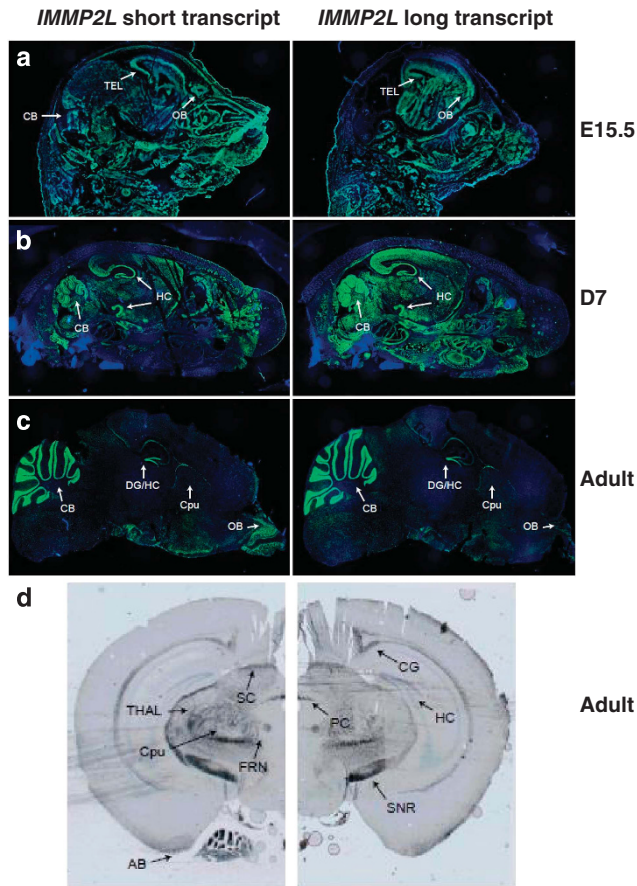 IMMP2L short transcript
IMMP2L long transcript
a
TEL
OB
CB
TEL
OB
E15.5
b
HC
CB
HC
CB
D7
c
DG/HC
Cpu
CB
OB
DG/HC
Cpu
CB
OB
Adult
d
SC
THAL
Cpu
FRN
AB
CG
HC
PC
SNR
Adult